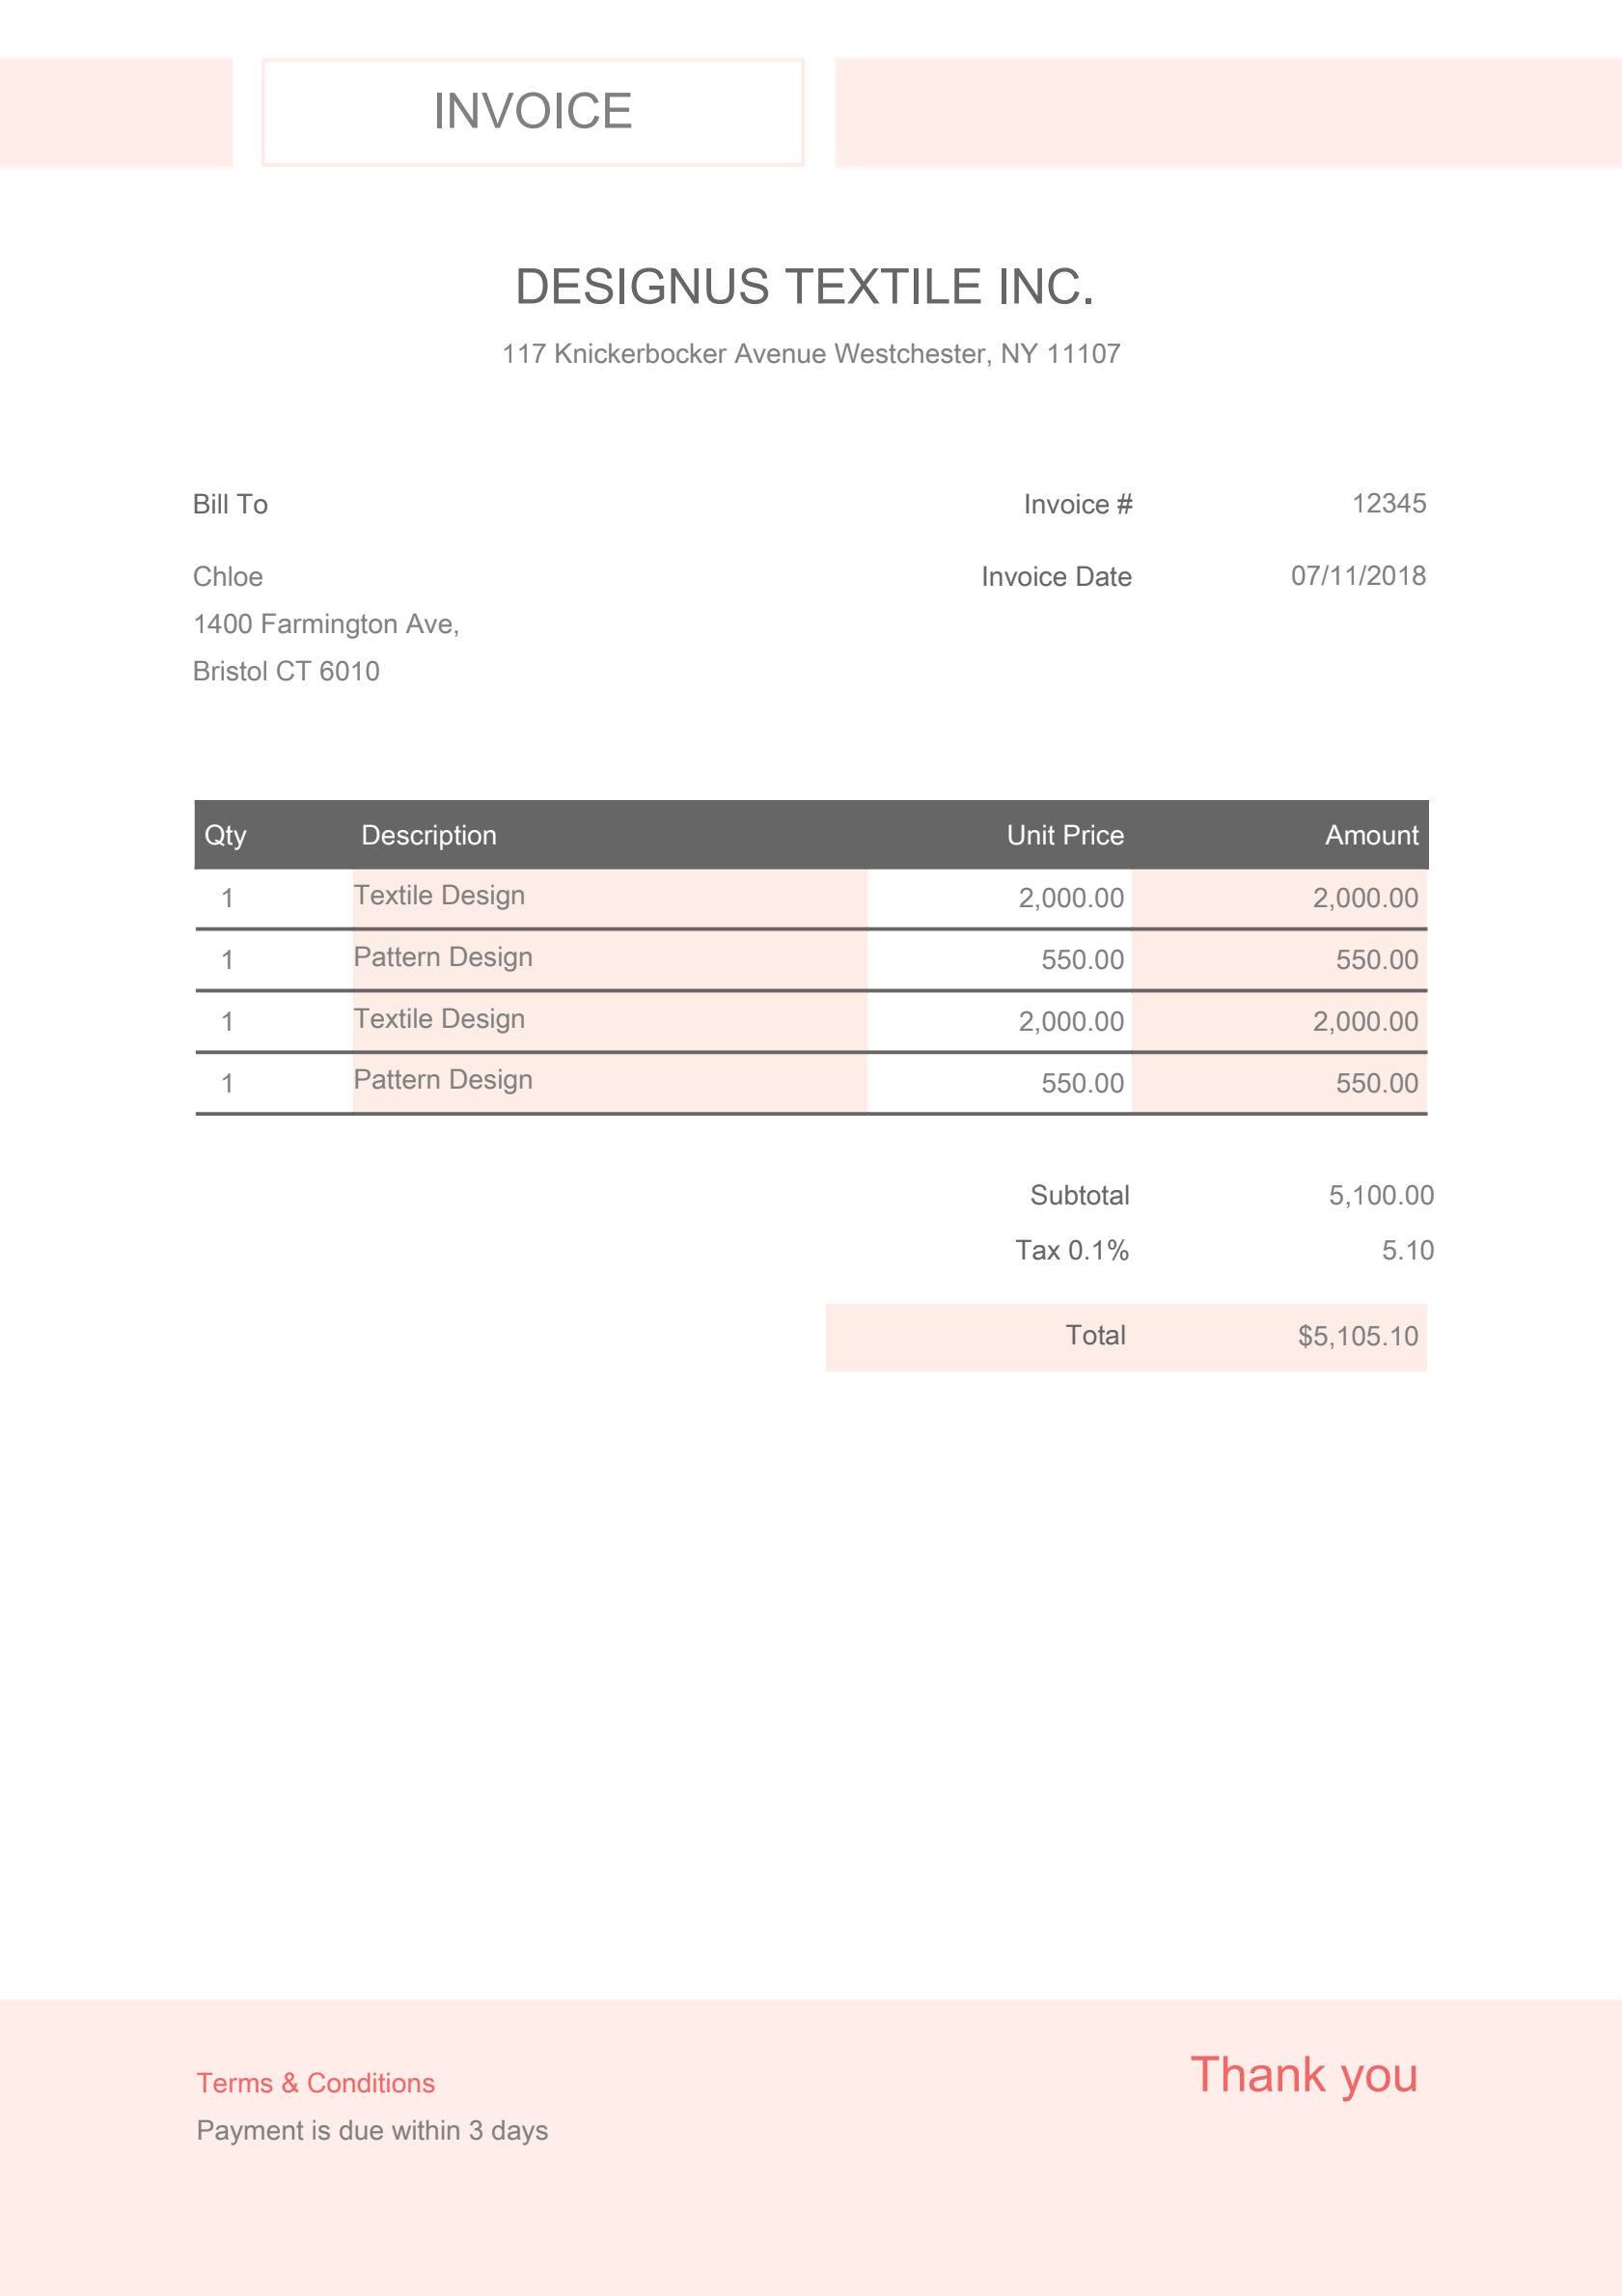 INVOICE
DESIGNUS TEXTILE INC.
117 Knickerbocker Avenue Westchester, NY 11107
Bill To
Invoice # 12345
Chloe
Invoice Date 07/11/2018
1400 Farmington Ave,
Bristol CT 6010
Qty Description Unit Price Amount
1 Textile Design 2,000.00 2,000.00
1 Pattern Design 550.00 550.00
1 Textile Design 2,000.00 2,000.00
1 Pattern Design 550.00 550.00
Subtotal 5,100.00
Tax 0.1% 5.10
Total $5,105.10
Terms & Conditions
Payment is due within 3 days
Thank you